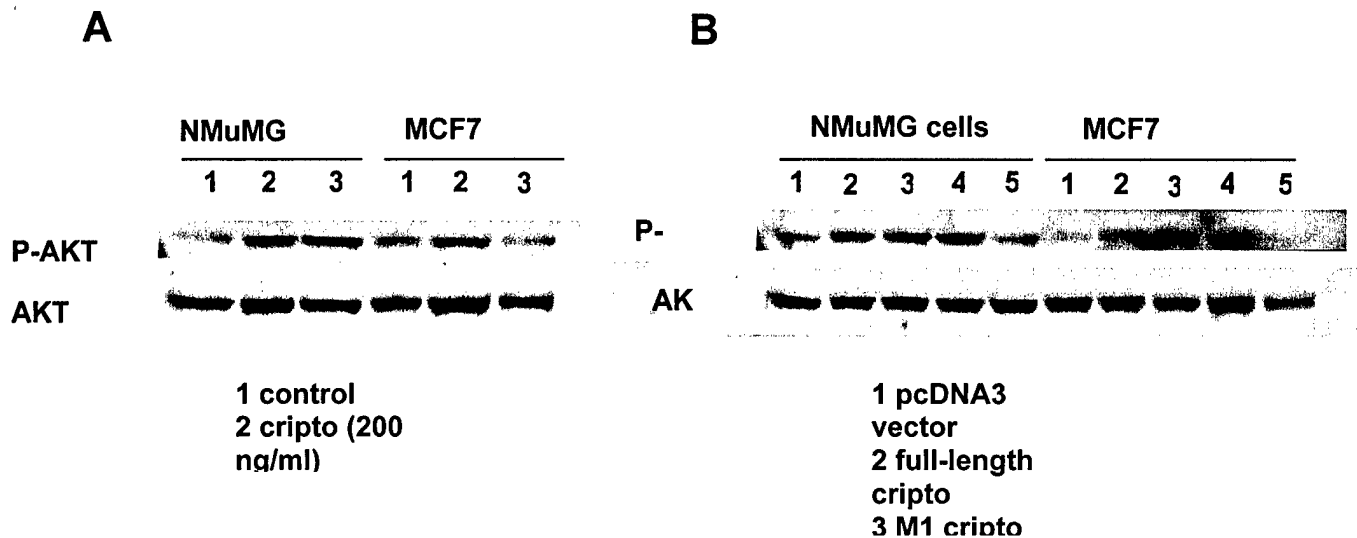 A
NMuMG MCF7
1 2 3 1 2 3
P-AKT
AKT
1 control
2 cripto (200
ng/ml)
B
NMuMG cells MCF7
1 2 3 4 5 1 2 3 4 5
P-
AK
1 pcDNA3
vector
2 full-length
cripto
3 M1 cripto